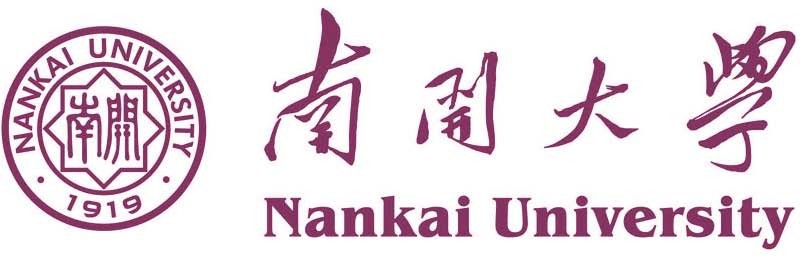 NANKAI UNIVERSITY
南開
1919
南開大學
Nankai University